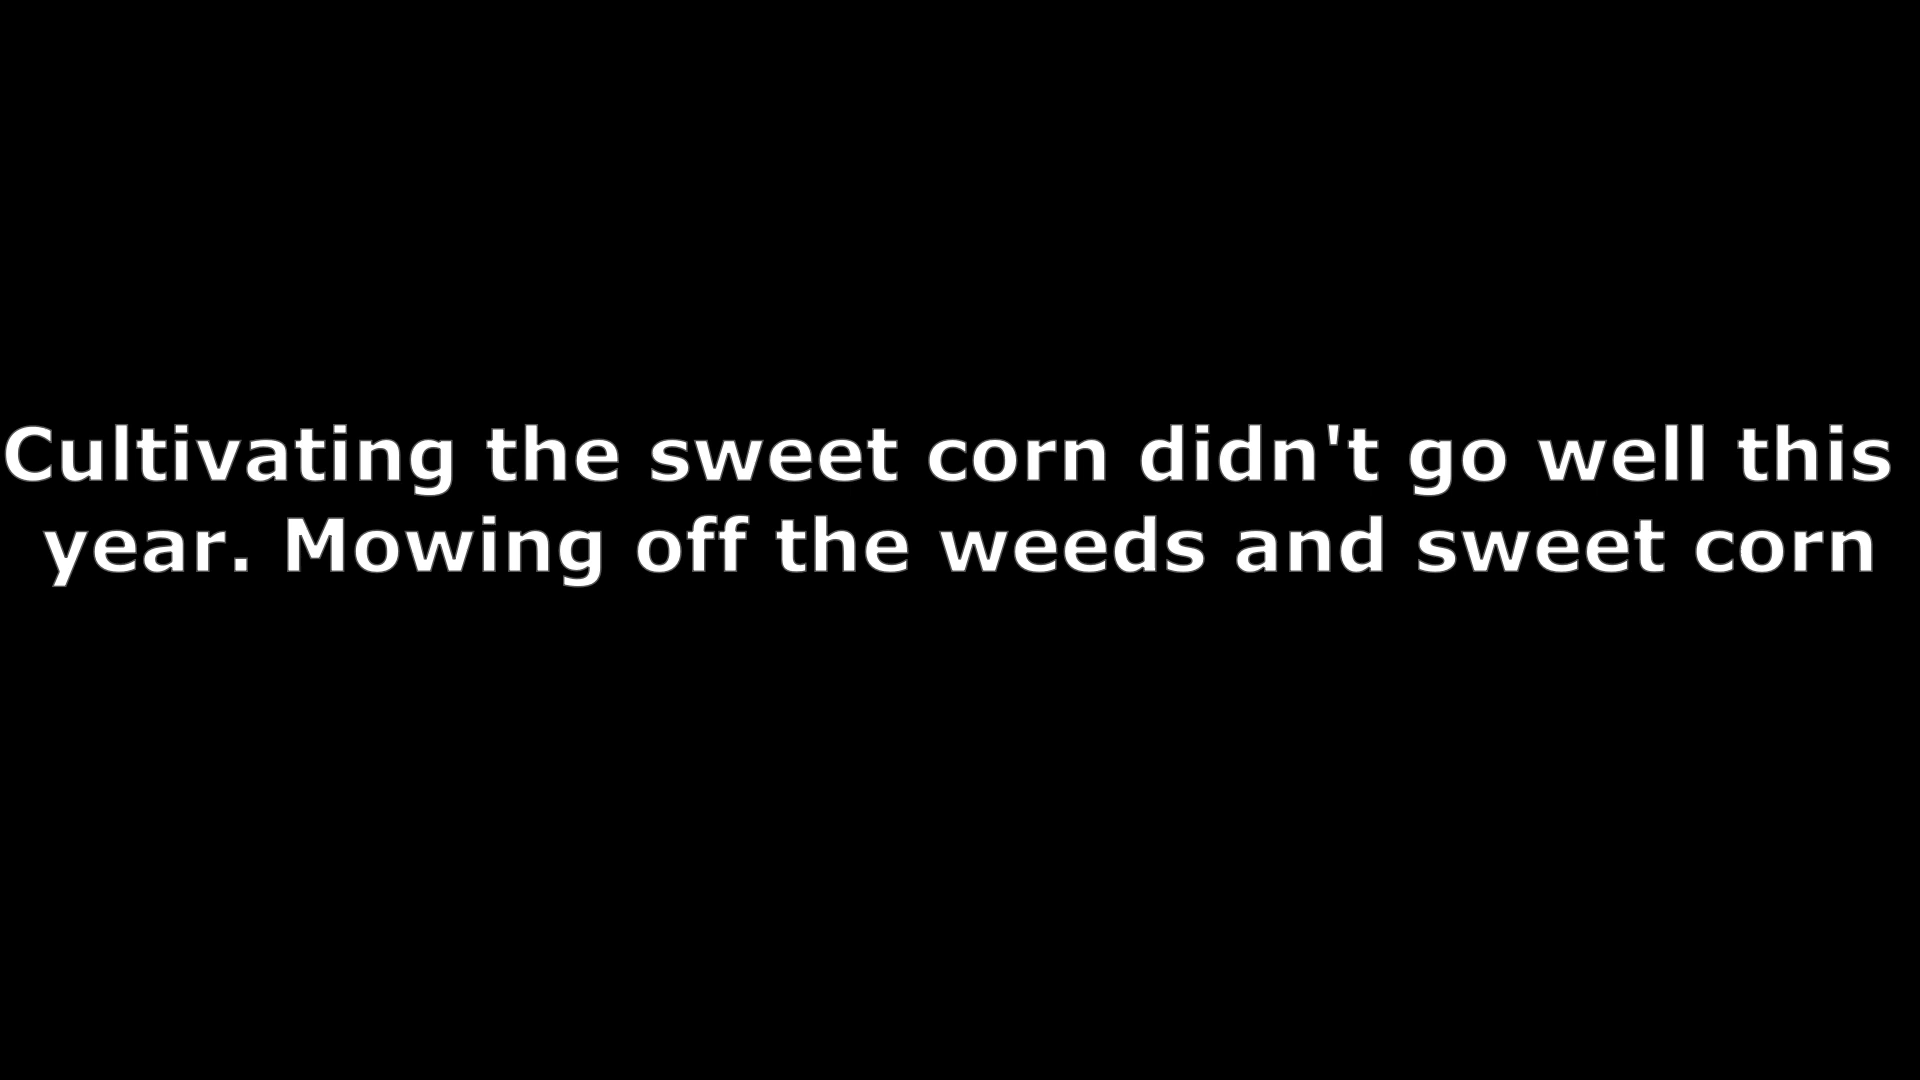 Cultivating the sweet corn didn't go well this
year. Mowing off the weeds and sweet corn